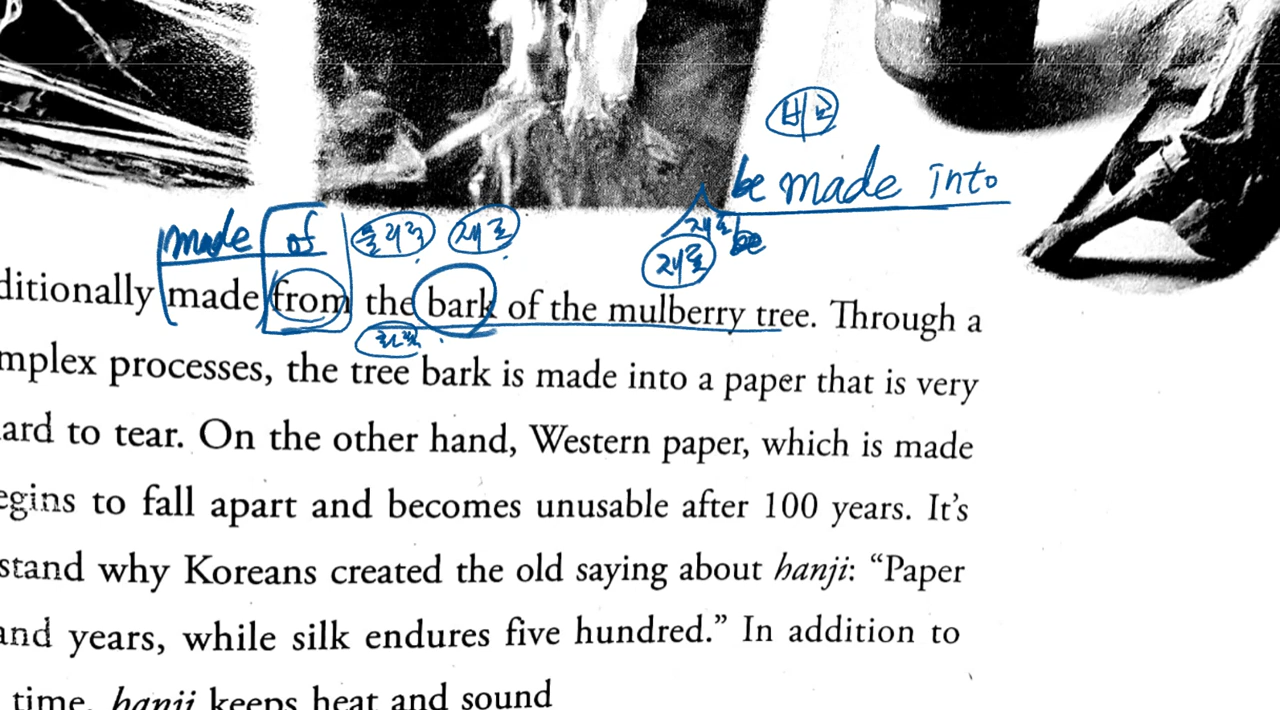 비교
be made into
made of 물리적 재료
재료 be
재료
ditionally made from the bark of the mulberry tree. Through a
화학
mplex processes, the tree bark is made into a paper that is very
ard to tear. On the other hand, Western paper, which is made
egins to fall apart and becomes unusable after 100 years. It's
stand why Koreans created the old saying about hanji: “Paper
and years, while silk endures five hundred.” In addition to
time, hanji keeps heat and sound